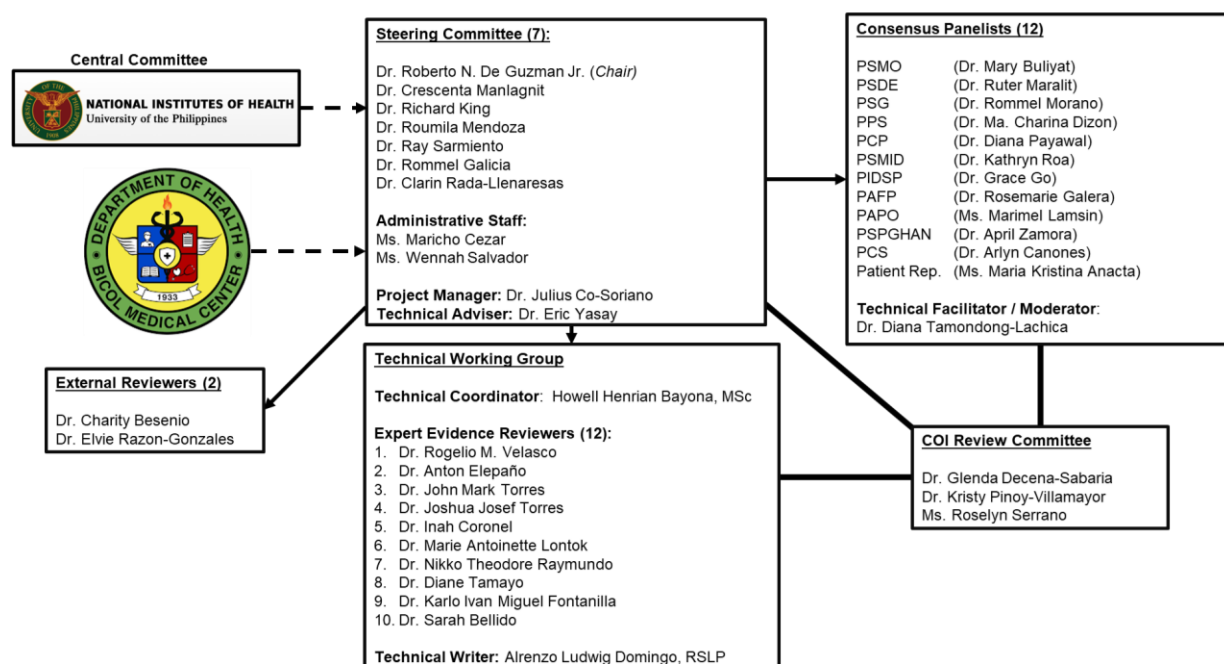 Central Committee
NATIONAL INSTITUTES OF HEALTH
University of the Philippines
DEPARTMENT OF HEALTH
BICOL MEDICAL CENTER
1933
Steering Committee (7):
Dr. Roberto N. De Guzman Jr. (Chair)
Dr. Crescenta Manlagnit
Dr. Richard King
Dr. Roumila Mendoza
Dr. Ray Sarmiento
Dr. Rommel Galicia
Dr. Clarin Rada-Llenaresas
Administrative Staff:
Ms. Maricho Cezar
Ms. Wennah Salvador
Project Manager: Dr. Julius Co-Soriano
Technical Adviser: Dr. Eric Yasay
Consensus Panelists (12)
PSMO (Dr. Mary Buliyat)
PSDE (Dr. Ruter Maralit)
PSG (Dr. Rommel Morano)
PPS (Dr. Ma. Charina Dizon)
PCP (Dr. Diana Payawal)
PSMID (Dr. Kathryn Roa)
PIDSP (Dr. Grace Go)
PAFP (Dr. Rosemarie Galera)
PAPO (Ms. Marimel Lamsin)
PSPGHAN (Dr. April Zamora)
PCS (Dr. Arlyn Canones)
Patient Rep. (Ms. Maria Kristina Anacta)
Technical Facilitator / Moderator:
Dr. Diana Tamondong-Lachica
External Reviewers (2)
Dr. Charity Besenio
Dr. Elvie Razon-Gonzales
Technical Working Group
Technical Coordinator: Howell Henrian Bayona, MSc
Expert Evidence Reviewers (12):
1. Dr. Rogelio M. Velasco
2. Dr. Anton Elepaño
3. Dr. John Mark Torres
4. Dr. Joshua Josef Torres
5. Dr. Inah Coronel
6. Dr. Marie Antoinette Lontok
7. Dr. Nikko Theodore Raymundo
8. Dr. Diane Tamayo
9. Dr. Karlo Ivan Miguel Fontanilla
10. Dr. Sarah Bellido
Technical Writer: Alrenzo Ludwig Domingo, RSLP
COI Review Committee
Dr. Glenda Decena-Sabaria
Dr. Kristy Pinoy-Villamayor
Ms. Roselyn Serrano